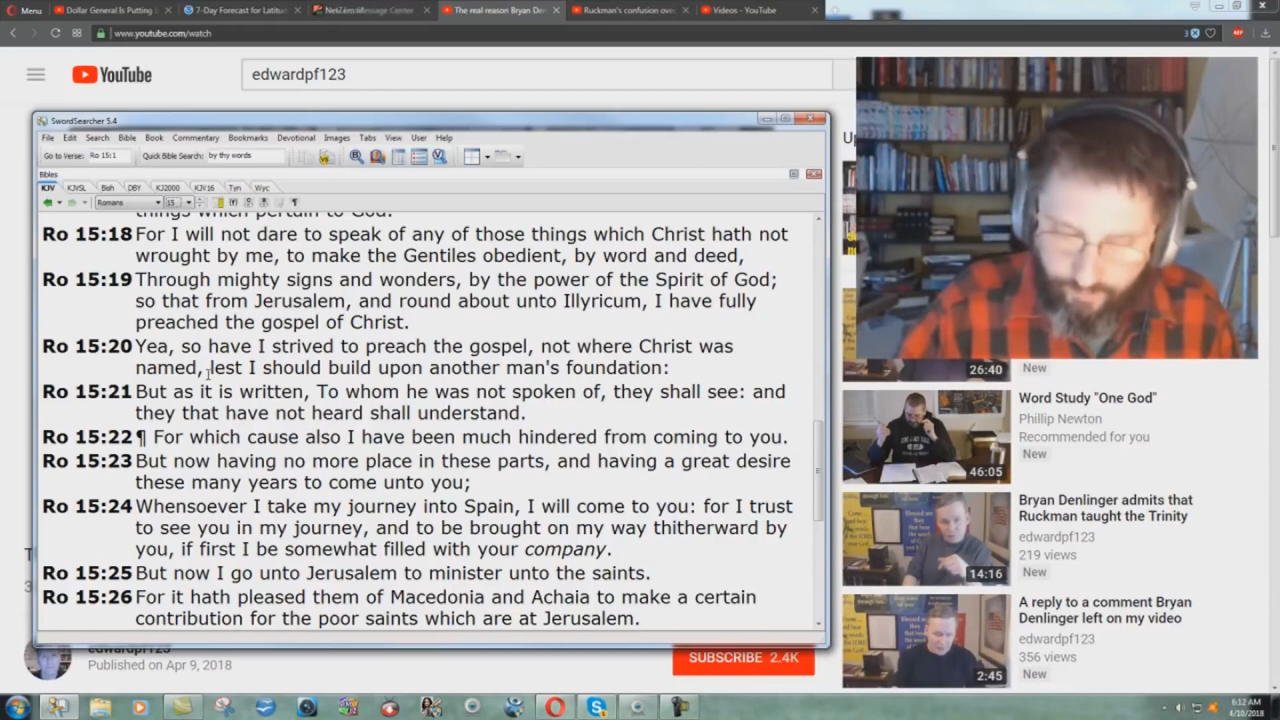 Menu
Dollar General Is Putting
7-Day Forecast for Latitu
Message Center
The real reason Bryan Den
Ruckman's confusion ove
Videos - YouTube
www.youtube.com/watch
3
YouTube
edwardpf123
SwordSearcher 5.4
File Edit Search Bible Book Commentary Bookmarks Devotional Images Tabs View User Help
Go to Verse: Ro 15:1 Quick Bible Search: by thy words
Bibles
KJV KJVSL Bish DBY KJ2000 KJV16 Tyn Wyc
Romans 15
things which pertain to God.
Ro 15:18 For I will not dare to speak of any of those things which Christ hath not
wrought by me, to make the Gentiles obedient, by word and deed,
Ro 15:19 Through mighty signs and wonders, by the power of the Spirit of God;
so that from Jerusalem, and round about unto Illyricum, I have fully
preached the gospel of Christ.
Ro 15:20 Yea, so have I strived to preach the gospel, not where Christ was
named, lest I should build upon another man's foundation:
Ro 15:21 But as it is written, To whom he was not spoken of, they shall see: and
they that have not heard shall understand.
Ro 15:22 ¶ For which cause also I have been much hindered from coming to you.
Ro 15:23 But now having no more place in these parts, and having a great desire
these many years to come unto you;
Ro 15:24 Whensoever I take my journey into Spain, I will come to you: for I trust
to see you in my journey, and to be brought on my way thitherward by
you, if first I be somewhat filled with your company.
Ro 15:25 But now I go unto Jerusalem to minister unto the saints.
Ro 15:26 For it hath pleased them of Macedonia and Achaia to make a certain
contribution for the poor saints which are at Jerusalem.
edwardpf123
Published on Apr 9, 2018
SUBSCRIBE 2.4K
26:40
New
Word Study "One God"
Phillip Newton
Recommended for you
New
46:05
Bryan Denlinger admits that
Ruckman taught the Trinity
edwardpf123
219 views
New
14:16
A reply to a comment Bryan
Denlinger left on my video
edwardpf123
356 views
New
2:45
6:12 AM
4/10/2018